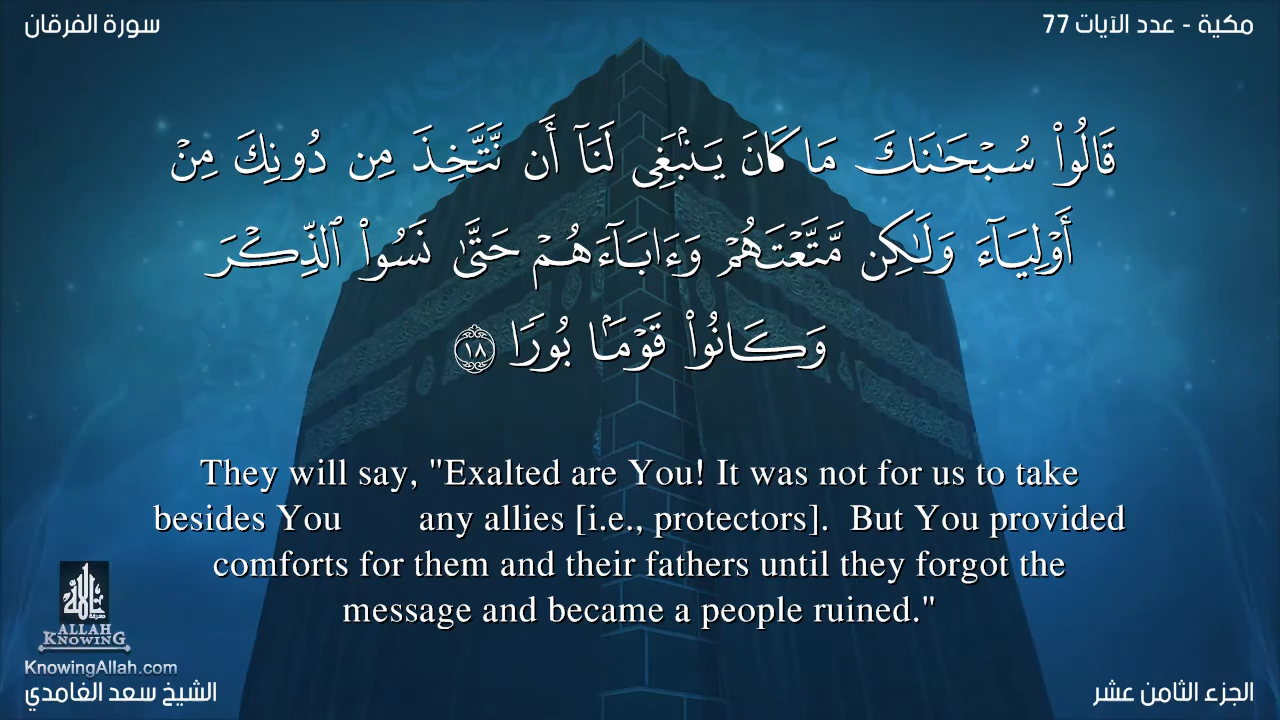 سورة الفرقان
مكية - عدد الآيات 77
قَالُوا۟ سُبْحَـٰنَكَ مَا كَانَ يَنۢبَغِى لَنَآ أَن نَّتَّخِذَ مِن دُونِكَ مِنْ
أَوْلِيَآءَ وَلَـٰكِن مَّتَّعْتَهُمْ وَءَابَآءَهُمْ حَتَّىٰ نَسُوا۟ ٱلذِّكْرَ
وَكَانُوا۟ قَوْمًۢا بُورًا ١٨
They will say, "Exalted are You! It was not for us to take
besides You any allies [i.e., protectors]. But You provided
comforts for them and their fathers until they forgot the
message and became a people ruined."
ALLAH
KNOWING
KnowingAllah.com
الشيخ سعد الغامدي
الجزء الثامن عشر